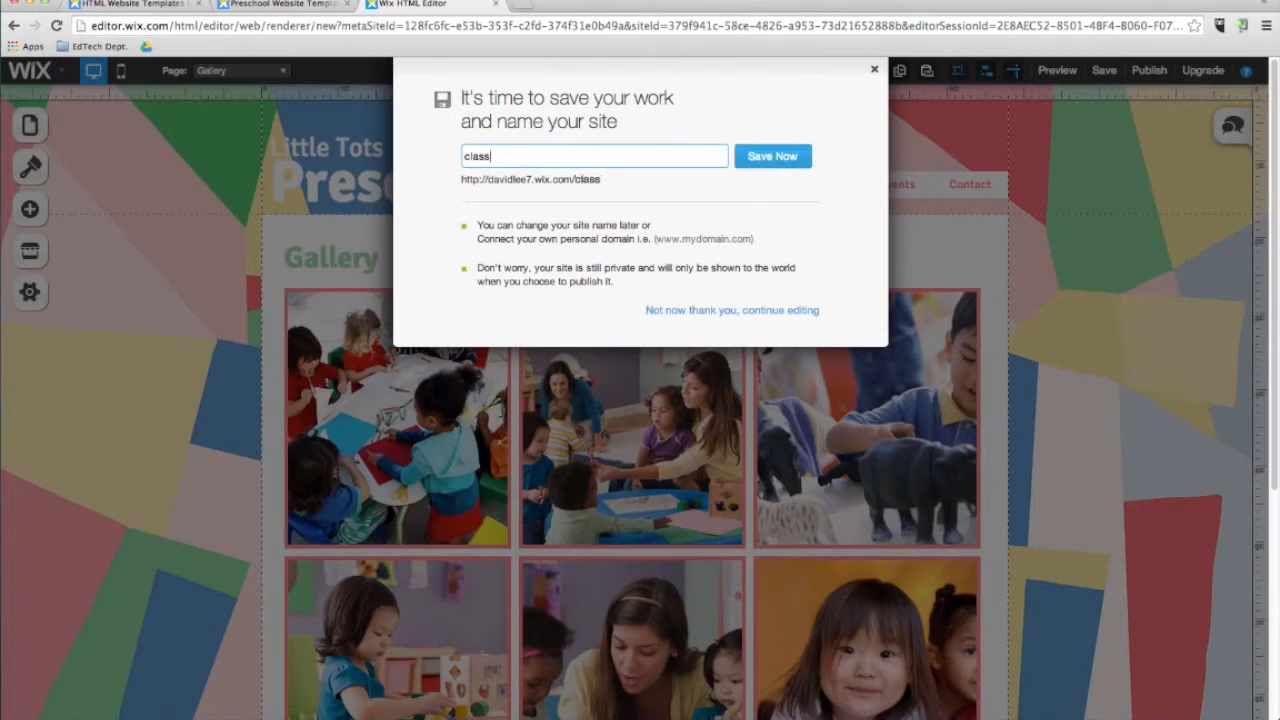 HTML Website Templates
Preschool Website Templ
Wix HTML Editor
editor.wix.com/html/editor/web/renderer/new?metaSiteId=128fc6fc-e53b-353f-c2fd-374f31e0b49a&siteId=379f941c-58ce-4826-a953-73d21652888b&editorSessionId=2E8AEC52-8501-4BF4-B060-F07...
Apps EdTech Dept.
WiX Page: Gallery Preview Save Publish Upgrade
It's time to save your work
and name your site
class Save Now
http://davidlee7.wix.com/class
You can change your site name later or
Connect your own personal domain i.e. (www.mydomain.com)
Don't worry, your site is still private and will only be shown to the world
when you choose to publish it.
Not now thank you, continue editing
Little Tots
Contact
Gallery